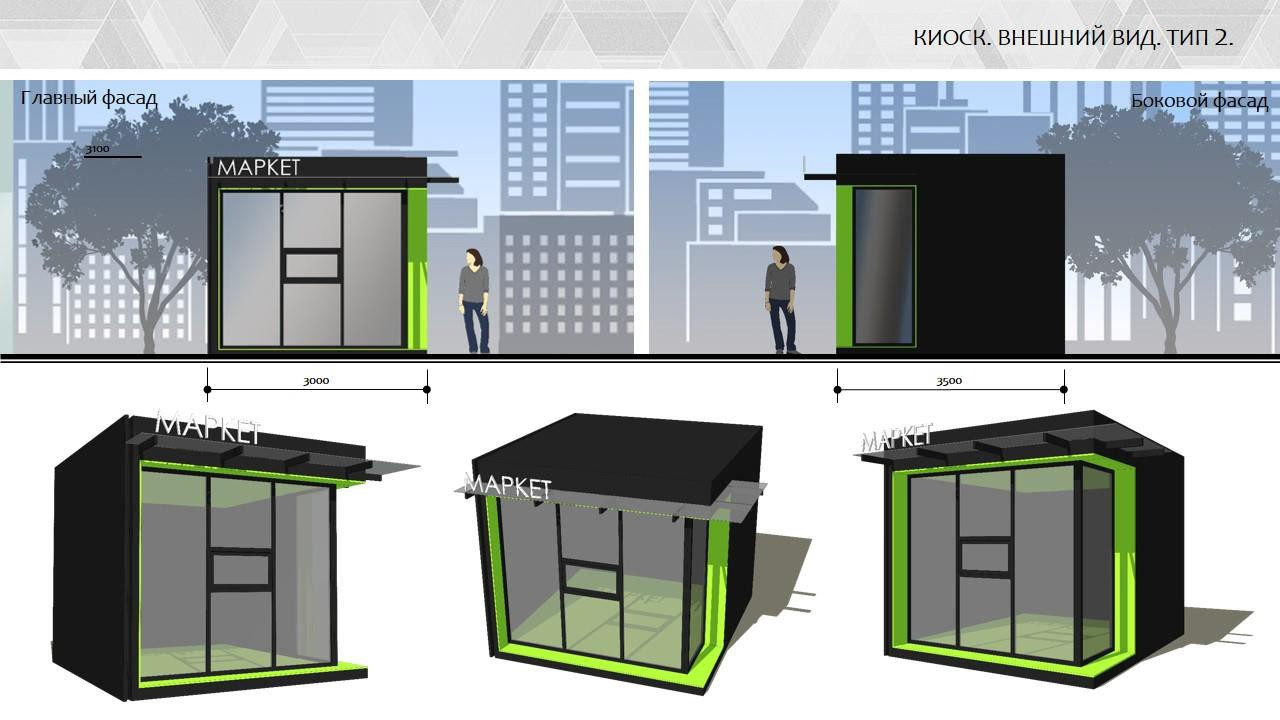 КИОСК. ВНЕШНИЙ ВИД. ТИП 2.
Главный фасад
3100
МАРКЕТ
Боковой фасад
3000
3500
МАРКЕТ
МАРКЕТ
МАРКЕТ